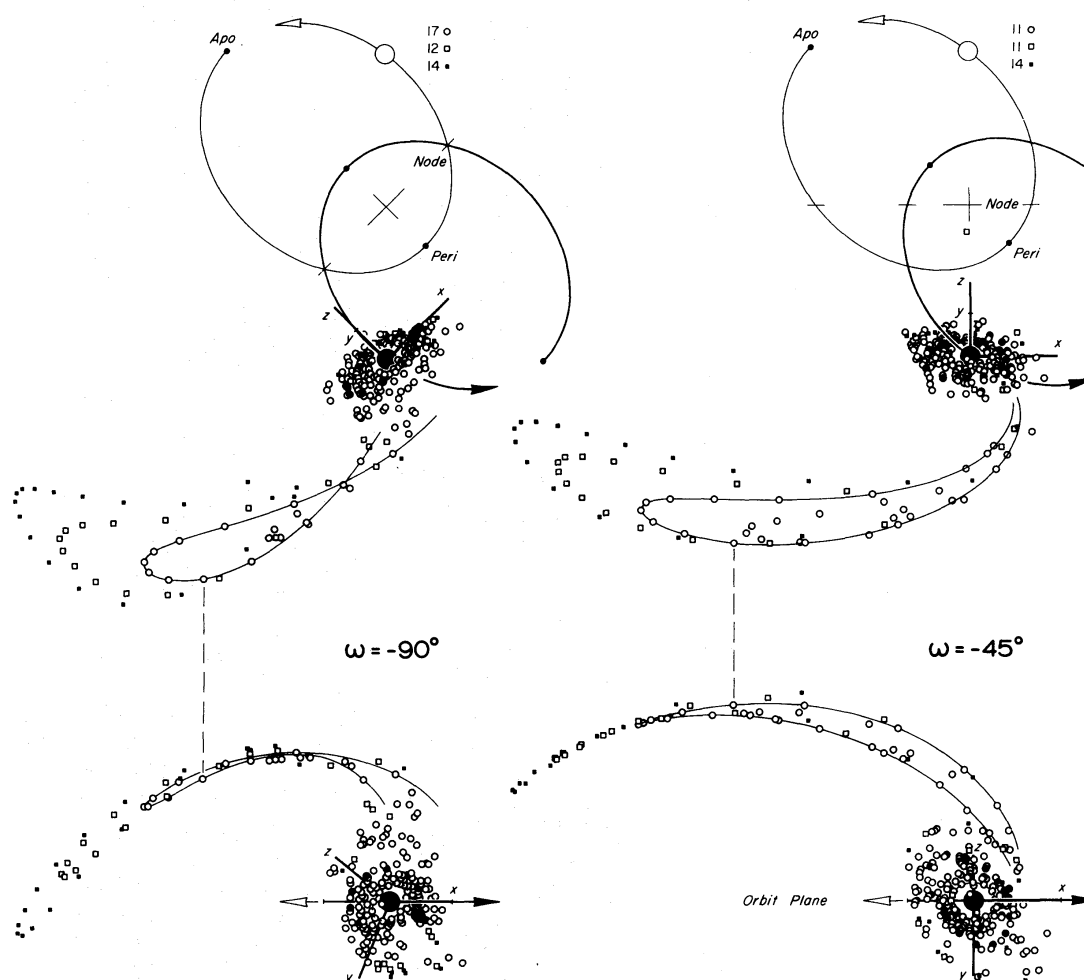 Apo
17 ○
12 □
14 ▪
Node
Peri
z
x
y
ω = -90°
z
x
y
Apo
11 ○
11 □
14 ▪
Node
Peri
z
y
x
ω = -45°
Orbit Plane
z
x
y